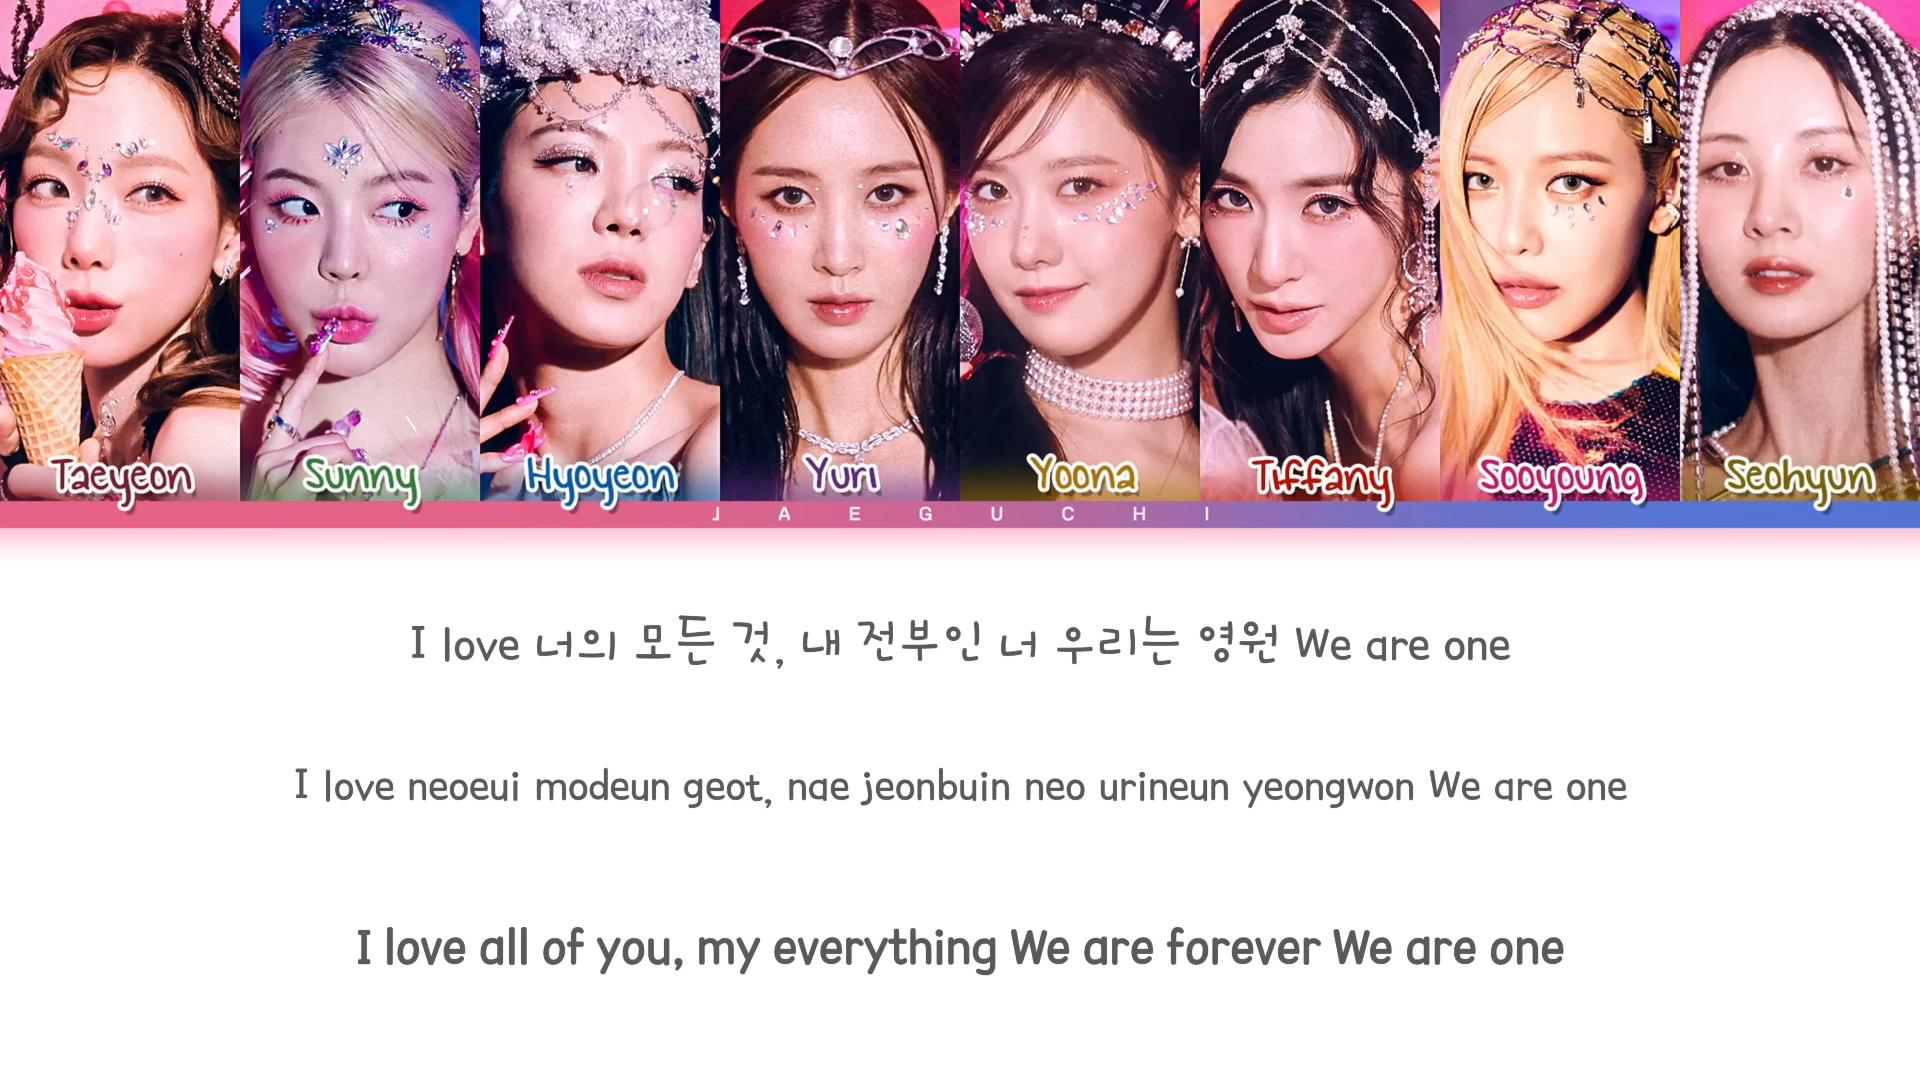 Taeyeon Sunny Hyoyeon Yuri Yoona Tiffany Sooyoung Seohyun
JAEGUCHI
I love 너의 모든 것, 내 전부인 너 우리는 영원 We are one
I love neoeui modeun geot, nae jeonbuin neo urineun yeongwon We are one
I love all of you, my everything We are forever We are one